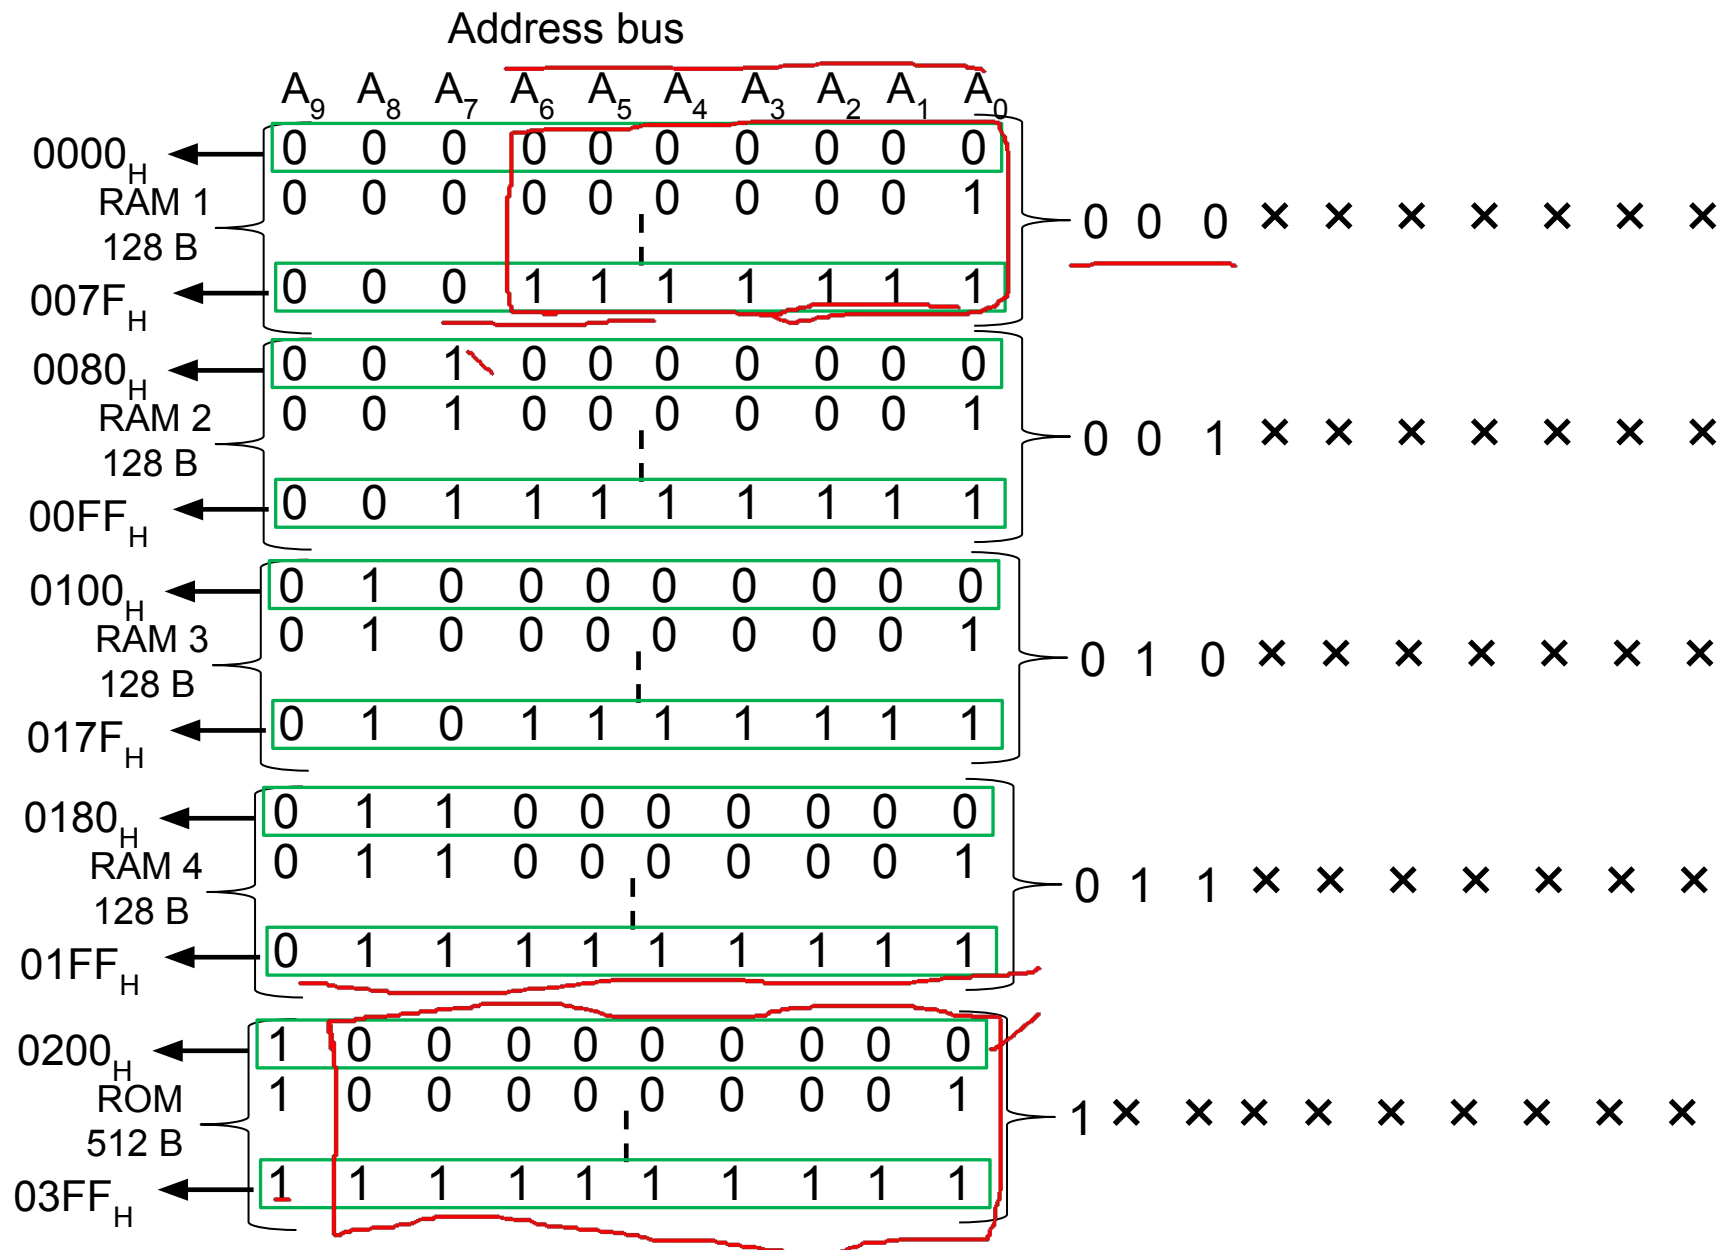 Address bus
A9 A8 A7 A6 A5 A4 A3 A2 A1 A0
0000H 0 0 0 0 0 0 0 0 0 0
RAM 1 0 0 0 0 0 0 0 0 0 1
128 B 0 0 0 × × × × × × ×
007FH 0 0 0 1 1 1 1 1 1 1
0080H 0 0 1 0 0 0 0 0 0 0
RAM 2 0 0 1 0 0 0 0 0 0 1
128 B 0 0 1 × × × × × × ×
00FFH 0 0 1 1 1 1 1 1 1 1
0100H 0 1 0 0 0 0 0 0 0 0
RAM 3 0 1 0 0 0 0 0 0 0 1
128 B 0 1 0 × × × × × × ×
017FH 0 1 0 1 1 1 1 1 1 1
0180H 0 1 1 0 0 0 0 0 0 0
RAM 4 0 1 1 0 0 0 0 0 0 1
128 B 0 1 1 × × × × × × ×
01FFH 0 1 1 1 1 1 1 1 1 1
0200H 1 0 0 0 0 0 0 0 0 0
ROM 1 0 0 0 0 0 0 0 0 1
512 B 1 × × × × × × × × ×
03FFH 1 1 1 1 1 1 1 1 1 1